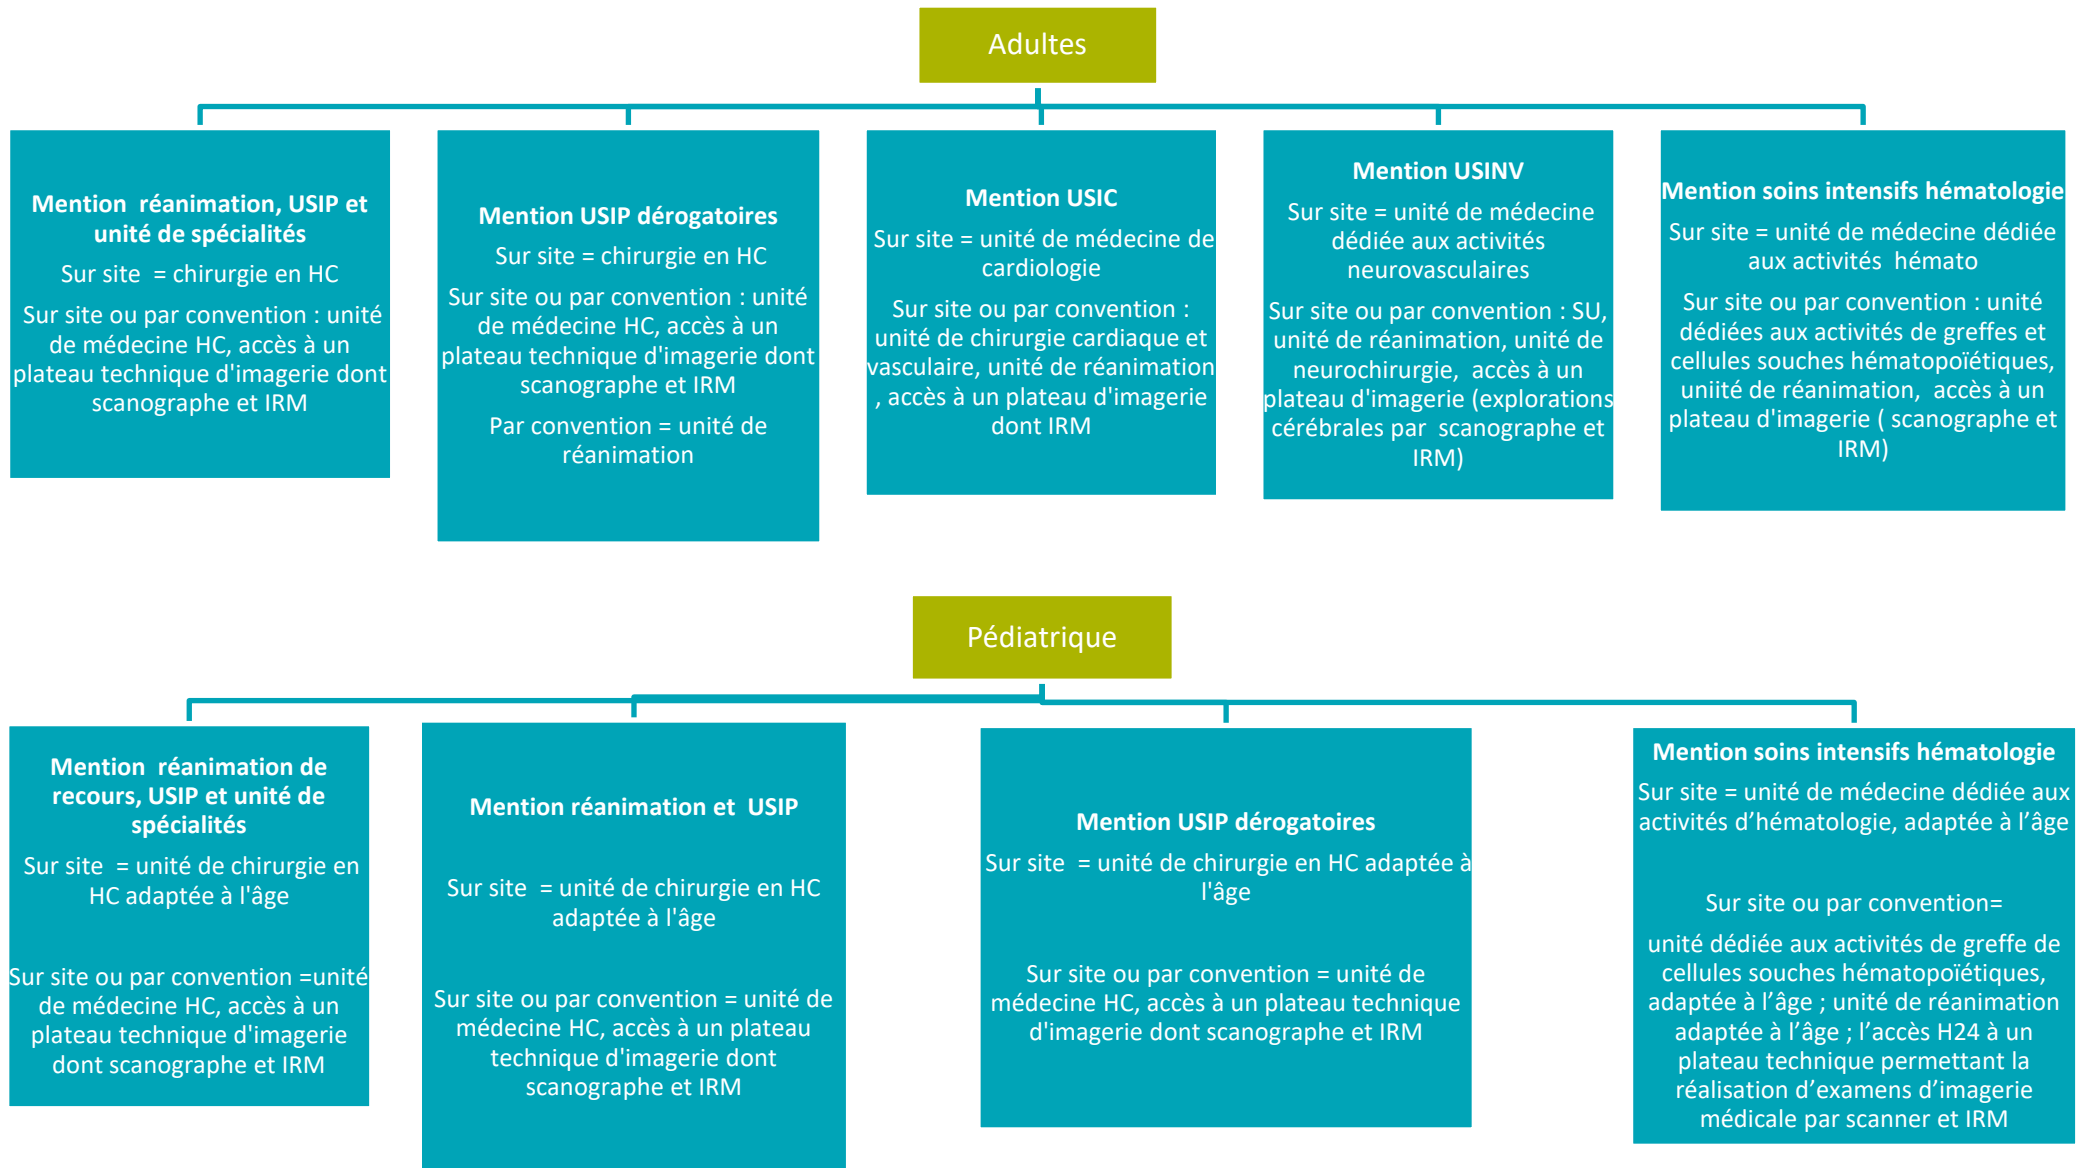 Adultes
Mention réanimation, USIP et
unité de spécialités
Sur site = chirurgie en HC
Sur site ou par convention : unité
de médecine HC, accès à un
plateau technique d'imagerie dont
scanographe et IRM
Mention USIP dérogatoires
Sur site = chirurgie en HC
Sur site ou par convention : unité
de médecine HC, accès à un
plateau technique d'imagerie dont
scanographe et IRM
Par convention = unité de
réanimation
Mention USIC
Sur site = unité de médecine de
cardiologie
Sur site ou par convention :
unité de chirurgie cardiaque et
vasculaire, unité de réanimation
, accès à un plateau d'imagerie
dont IRM
Mention USINV
Sur site = unité de médecine
dédiée aux activités
neurovasculaires
Sur site ou par convention : SU,
unité de réanimation, unité de
neurochirurgie, accès à un
plateau d'imagerie (explorations
cérébrales par scanographe et
IRM)
Mention soins intensifs hématologie
Sur site = unité de médecine dédiée
aux activités hémato
Sur site ou par convention : unité
dédiées aux activités de greffes et
cellules souches hématopoïétiques,
uniité de réanimation, accès à un
plateau d'imagerie ( scanographe et
IRM)
Pédiatrique
Mention réanimation de
recours, USIP et unité de
spécialités
Sur site = unité de chirurgie en
HC adaptée à l'âge
Sur site ou par convention =unité
de médecine HC, accès à un
plateau technique d'imagerie
dont scanographe et IRM
Mention réanimation et USIP
Sur site = unité de chirurgie en HC
adaptée à l'âge
Sur site ou par convention = unité de
médecine HC, accès à un plateau
technique d'imagerie dont
scanographe et IRM
Mention USIP dérogatoires
Sur site = unité de chirurgie en HC adaptée à
l'âge
Sur site ou par convention = unité de
médecine HC, accès à un plateau technique
d'imagerie dont scanographe et IRM
Mention soins intensifs hématologie
Sur site = unité de médecine dédiée aux
activités d’hématologie, adaptée à l’âge
Sur site ou par convention=
unité dédiée aux activités de greffe de
cellules souches hématopoïétiques,
adaptée à l’âge ; unité de réanimation
adaptée à l’âge ; l’accès H24 à un
plateau technique permettant la
réalisation d’examens d’imagerie
médicale par scanner et IRM